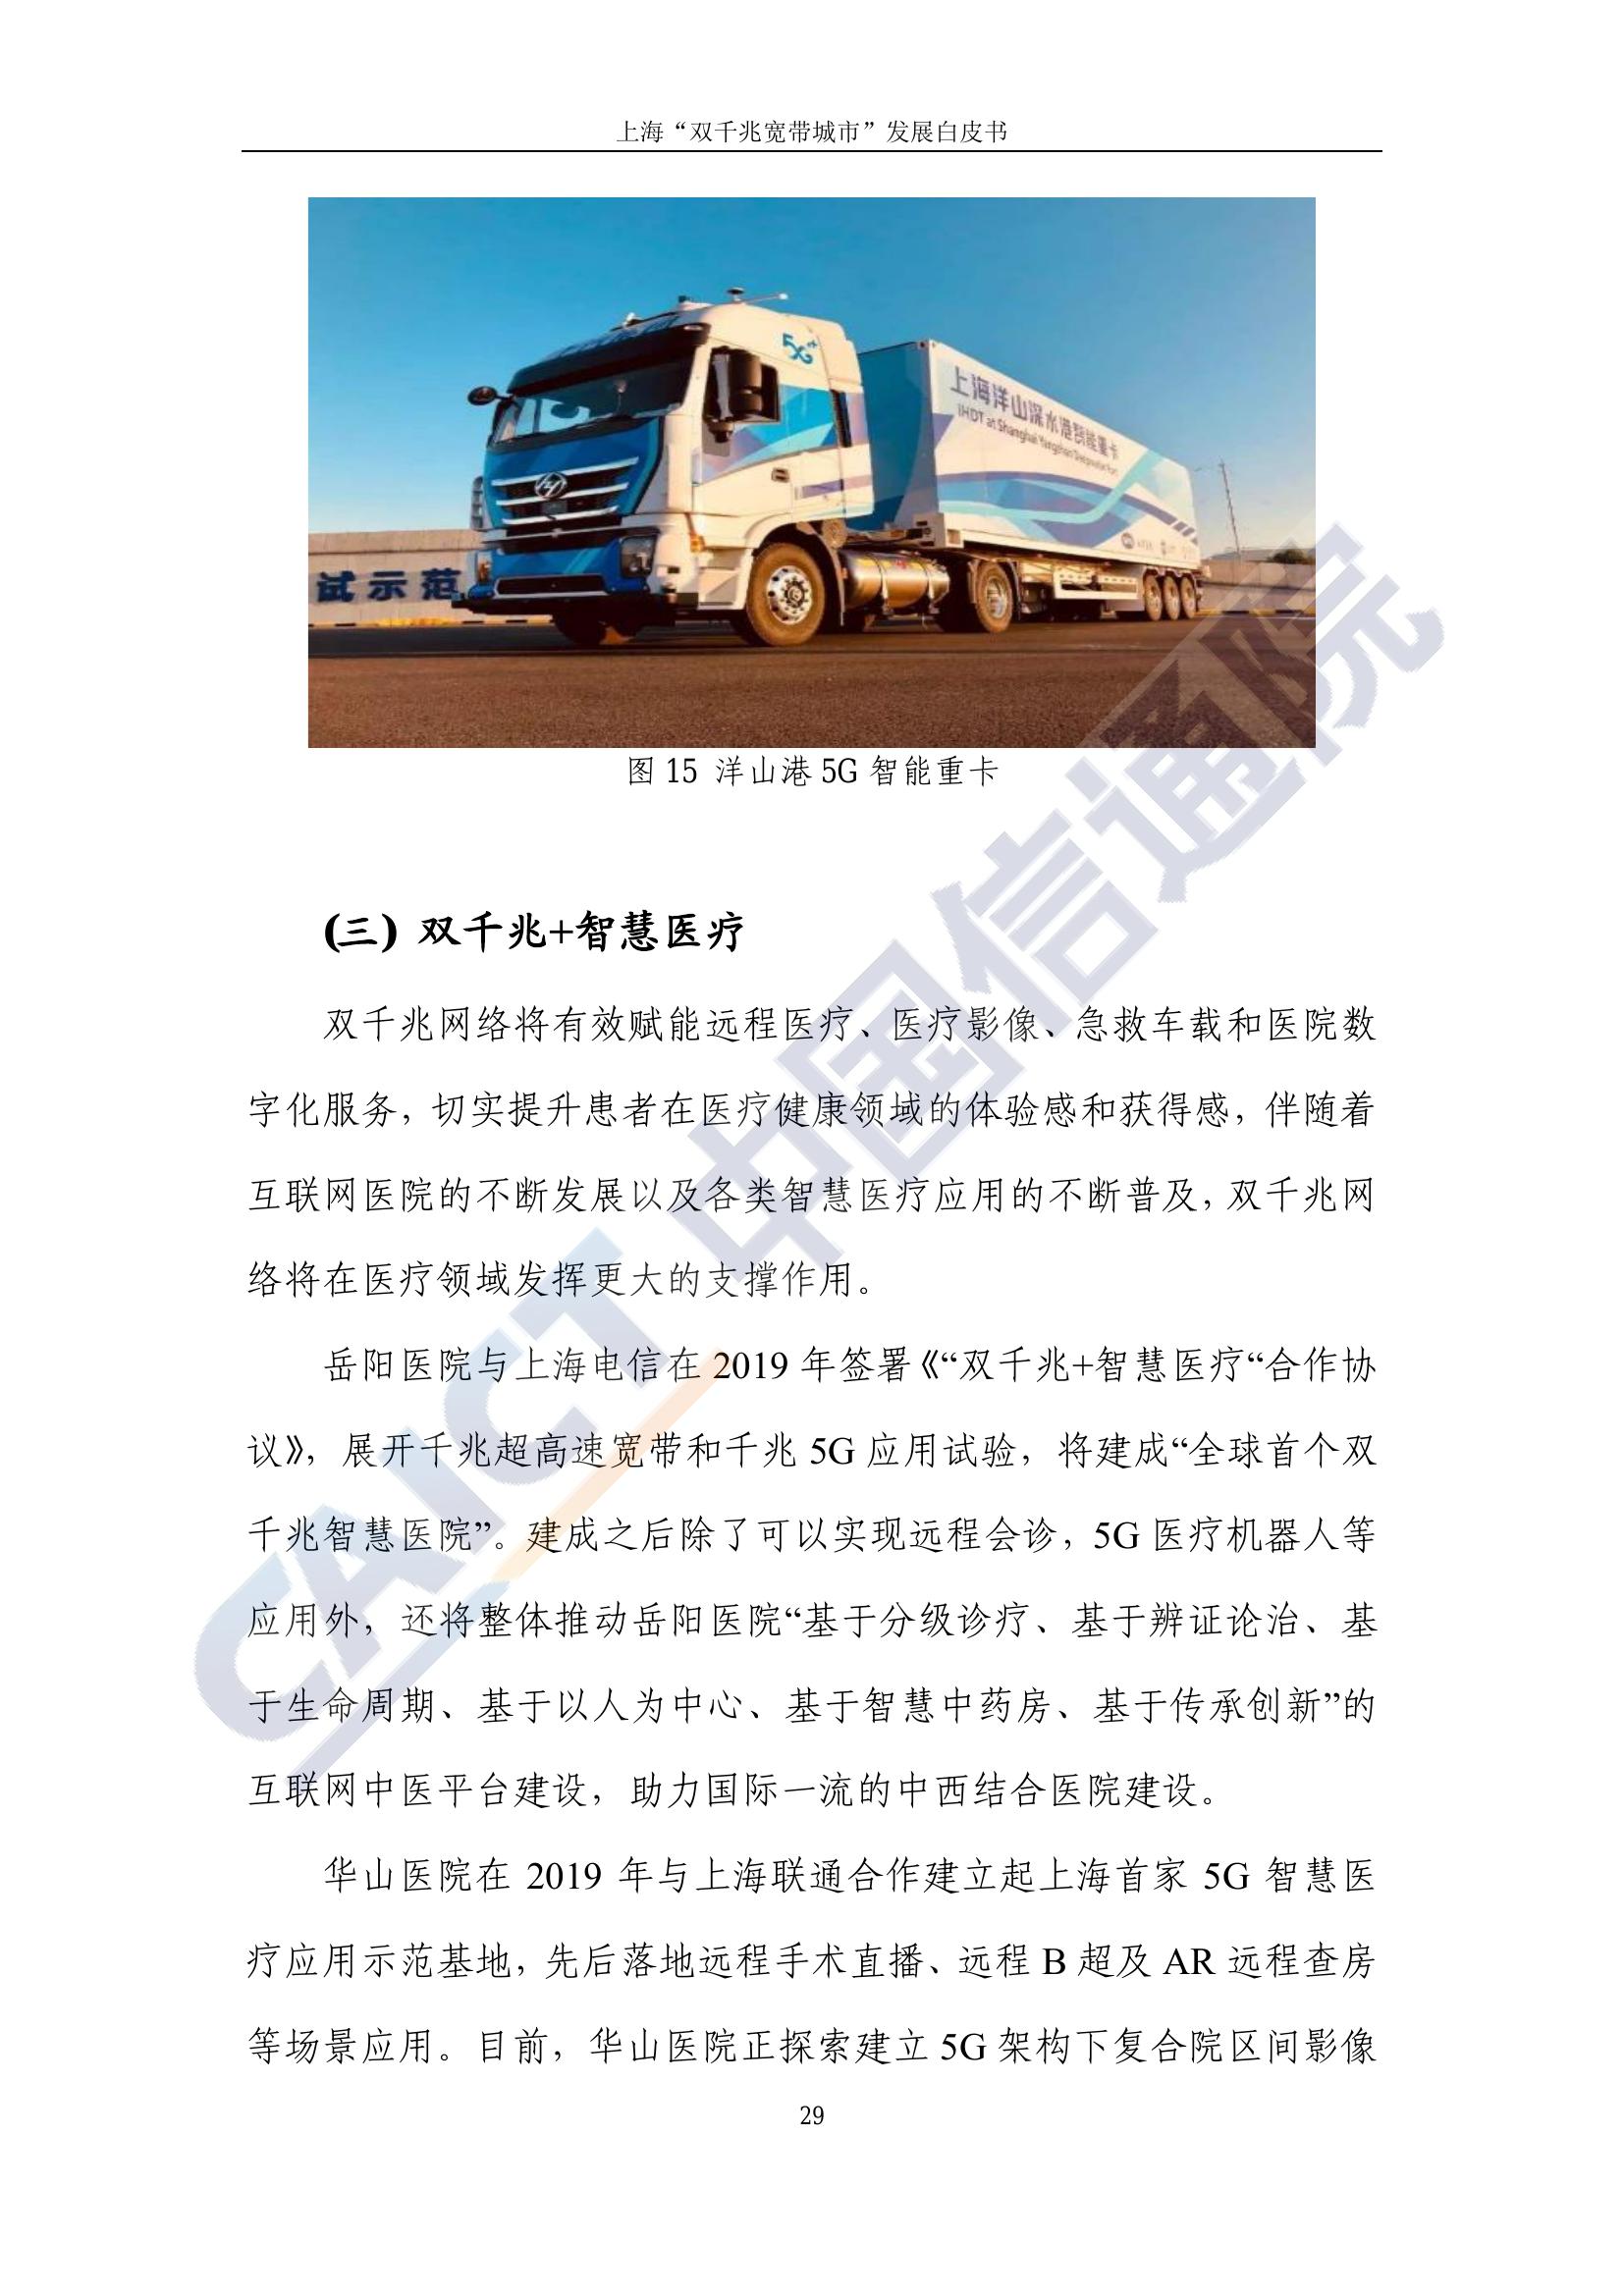 上海“双千兆宽带城市”发展白皮书
5G
上海洋山深水港智能重卡
IHDT at Shanghai Yangshan Deepwater Port
试示范
图 15 洋山港 5G 智能重卡
(三) 双千兆+智慧医疗
双千兆网络将有效赋能远程医疗、医疗影像、急救车载和医院数
字化服务，切实提升患者在医疗健康领域的体验感和获得感，伴随着
互联网医院的不断发展以及各类智慧医疗应用的不断普及，双千兆网
络将在医疗领域发挥更大的支撑作用。
岳阳医院与上海电信在 2019 年签署《“双千兆+智慧医疗“合作协
议》，展开千兆超高速宽带和千兆 5G 应用试验，将建成“全球首个双
千兆智慧医院”。建成之后除了可以实现远程会诊，5G 医疗机器人等
应用外，还将整体推动岳阳医院“基于分级诊疗、基于辨证论治、基
于生命周期、基于以人为中心、基于智慧中药房、基于传承创新”的
互联网中医平台建设，助力国际一流的中西结合医院建设。
华山医院在 2019 年与上海联通合作建立起上海首家 5G 智慧医
疗应用示范基地，先后落地远程手术直播、远程 B 超及 AR 远程查房
等场景应用。目前，华山医院正探索建立 5G 架构下复合院区间影像
29
CAICT 中国信通院